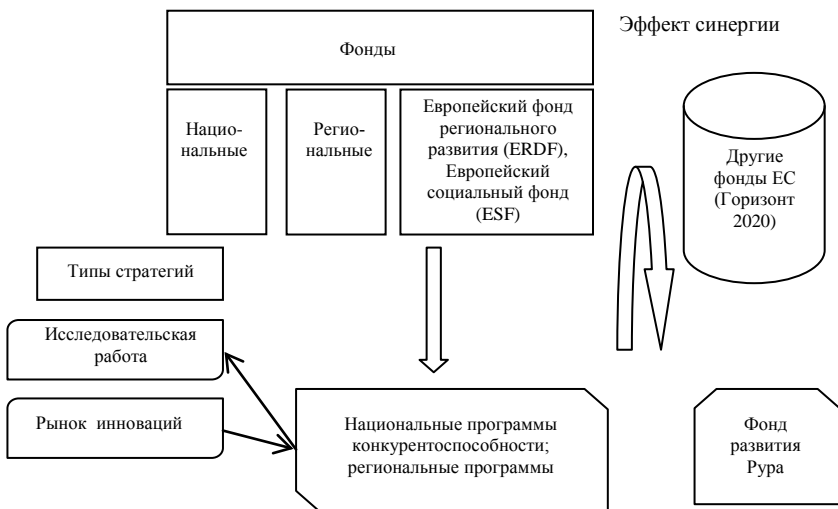 Эффект синергии
Фонды
Нацио-
нальные
Регио-
нальные
Европейский фонд
регионального
развития (ERDF),
Европейский
социальный фонд
(ESF)
Другие
фонды ЕС
(Горизонт
2020)
Типы стратегий
Исследовательская
работа
Рынок инноваций
Национальные программы
конкурентоспособности;
региональные программы
Фонд
развития
Рура